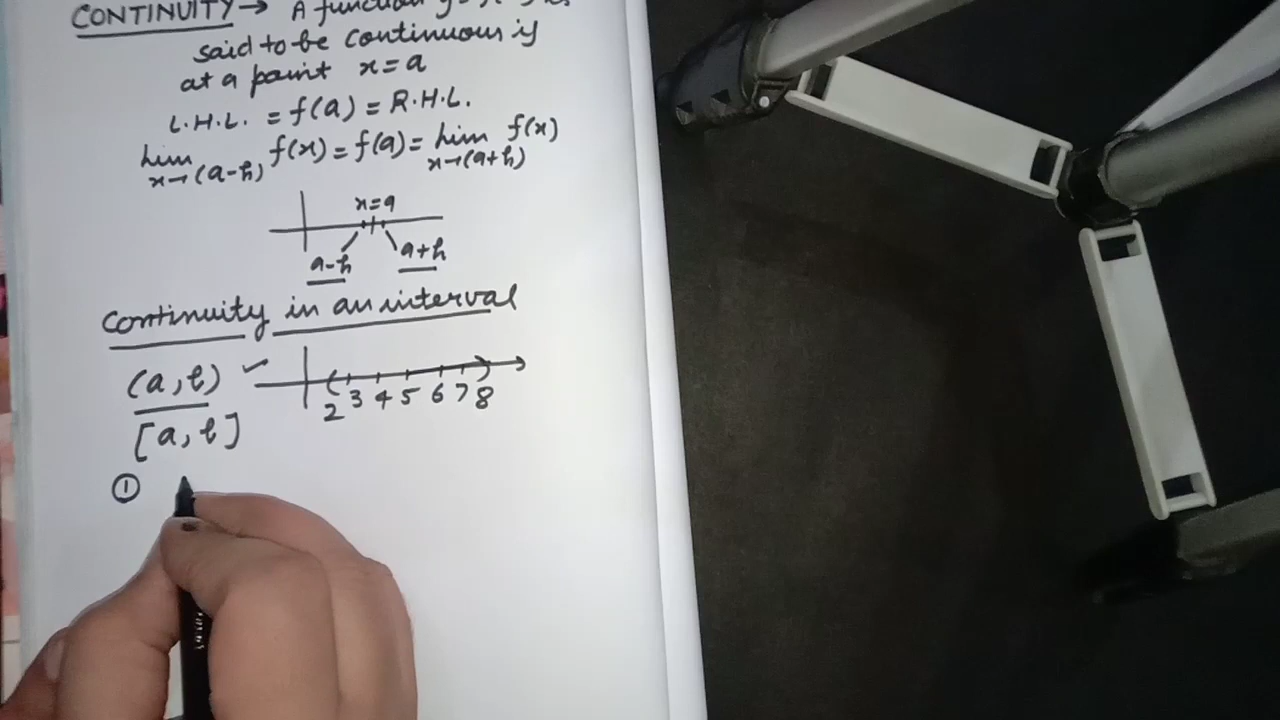 CONTINUITY → A function
said to be continuous if
at a point x=a
L.H.L. = f(a) = R.H.L.
lim x→(a-h) f(x) = f(a) = lim x→(a+h) f(x)
x=a
a-h a+h
Continuity in an interval
(a,b) ✓
2 3 4 5 6 7 8
[a,b]
①